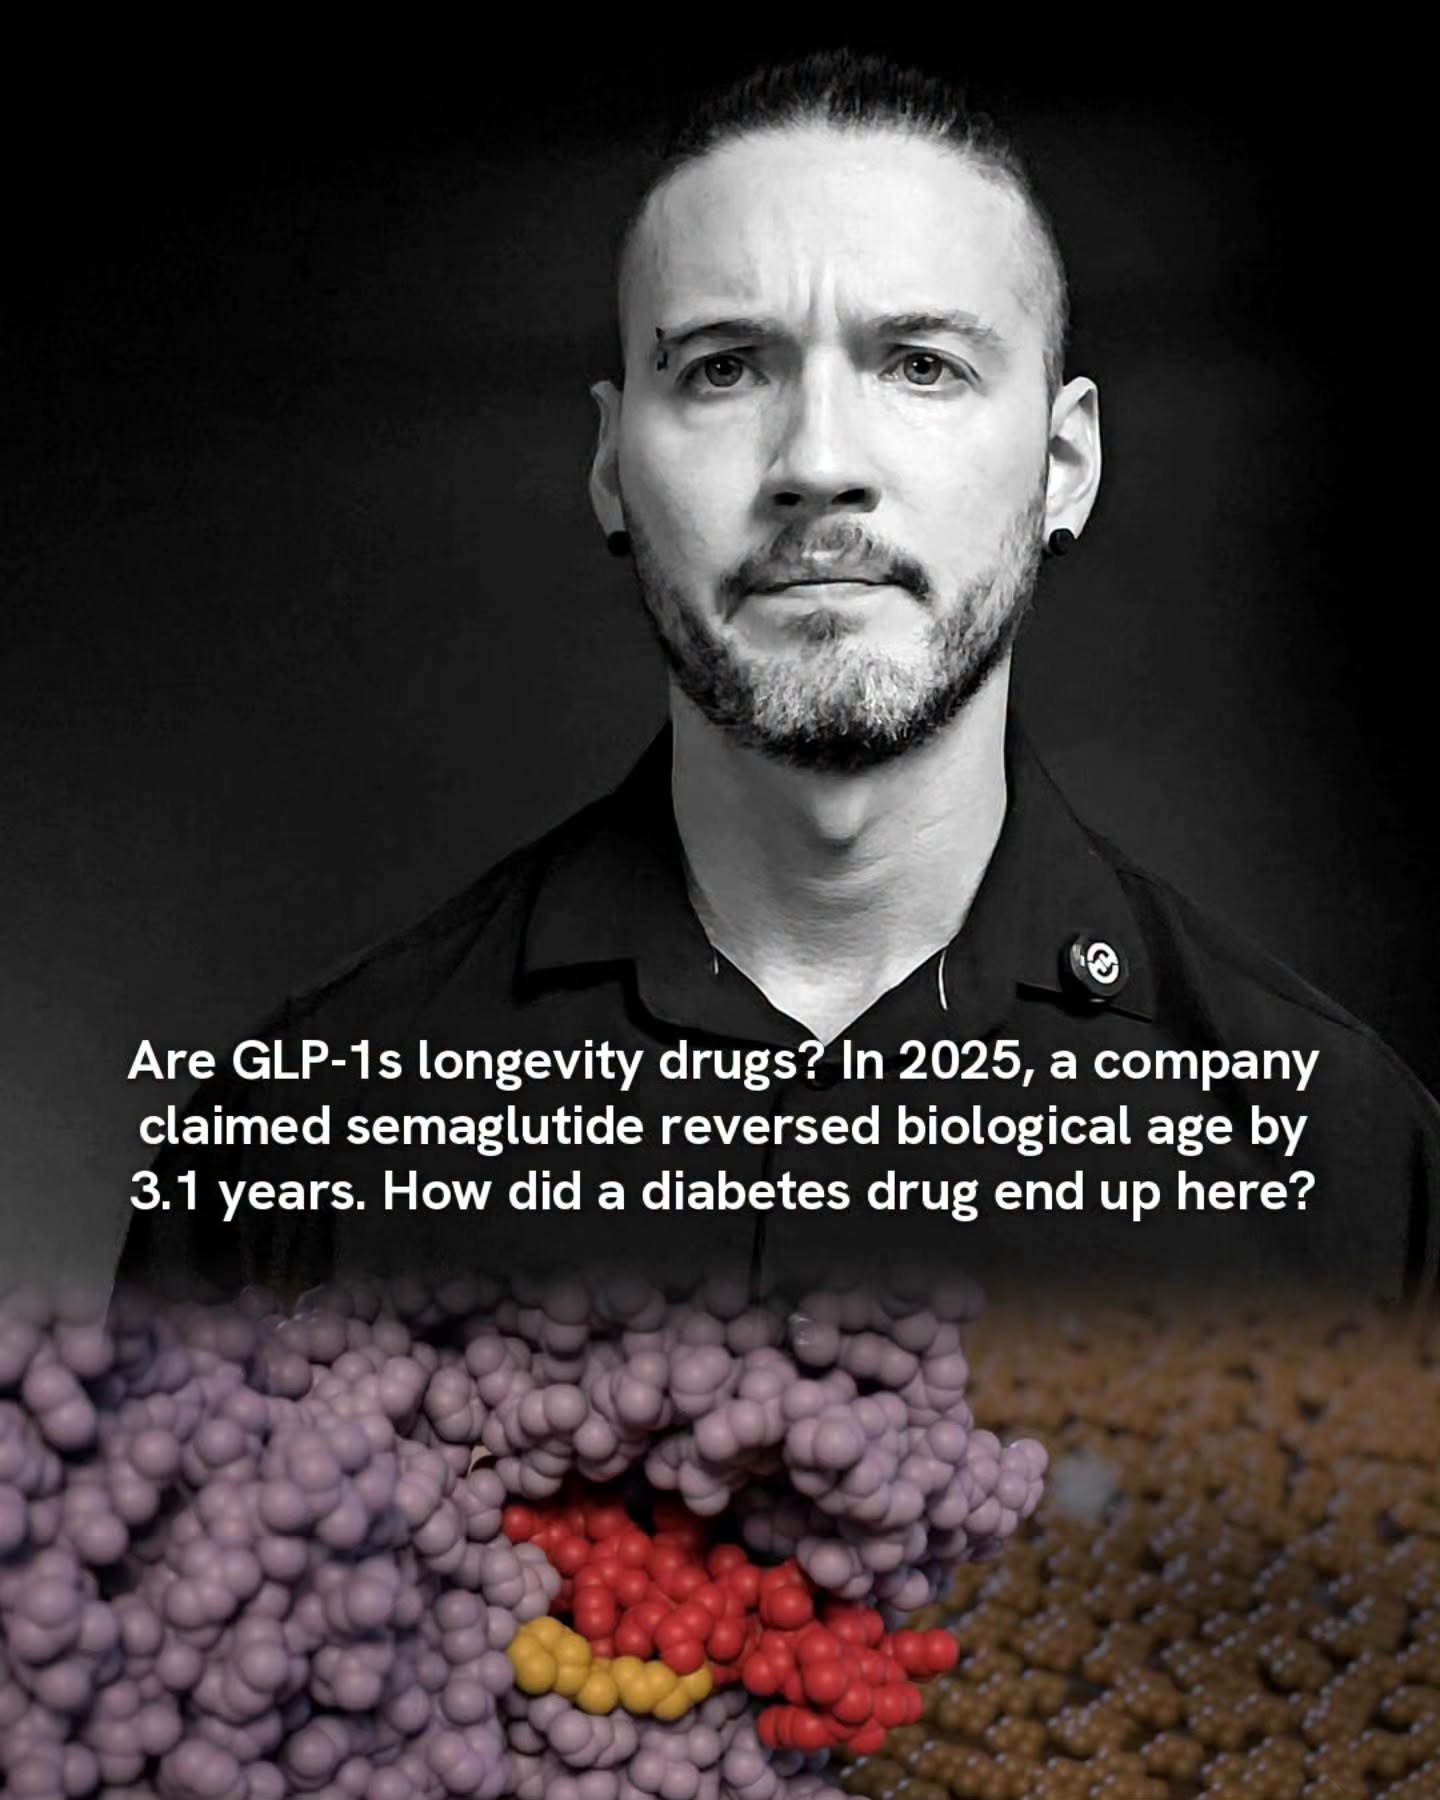 Are GLP-1s longevity drugs? In 2025, a company
claimed semaglutide reversed biological age by
3.1 years. How did a diabetes drug end up here?